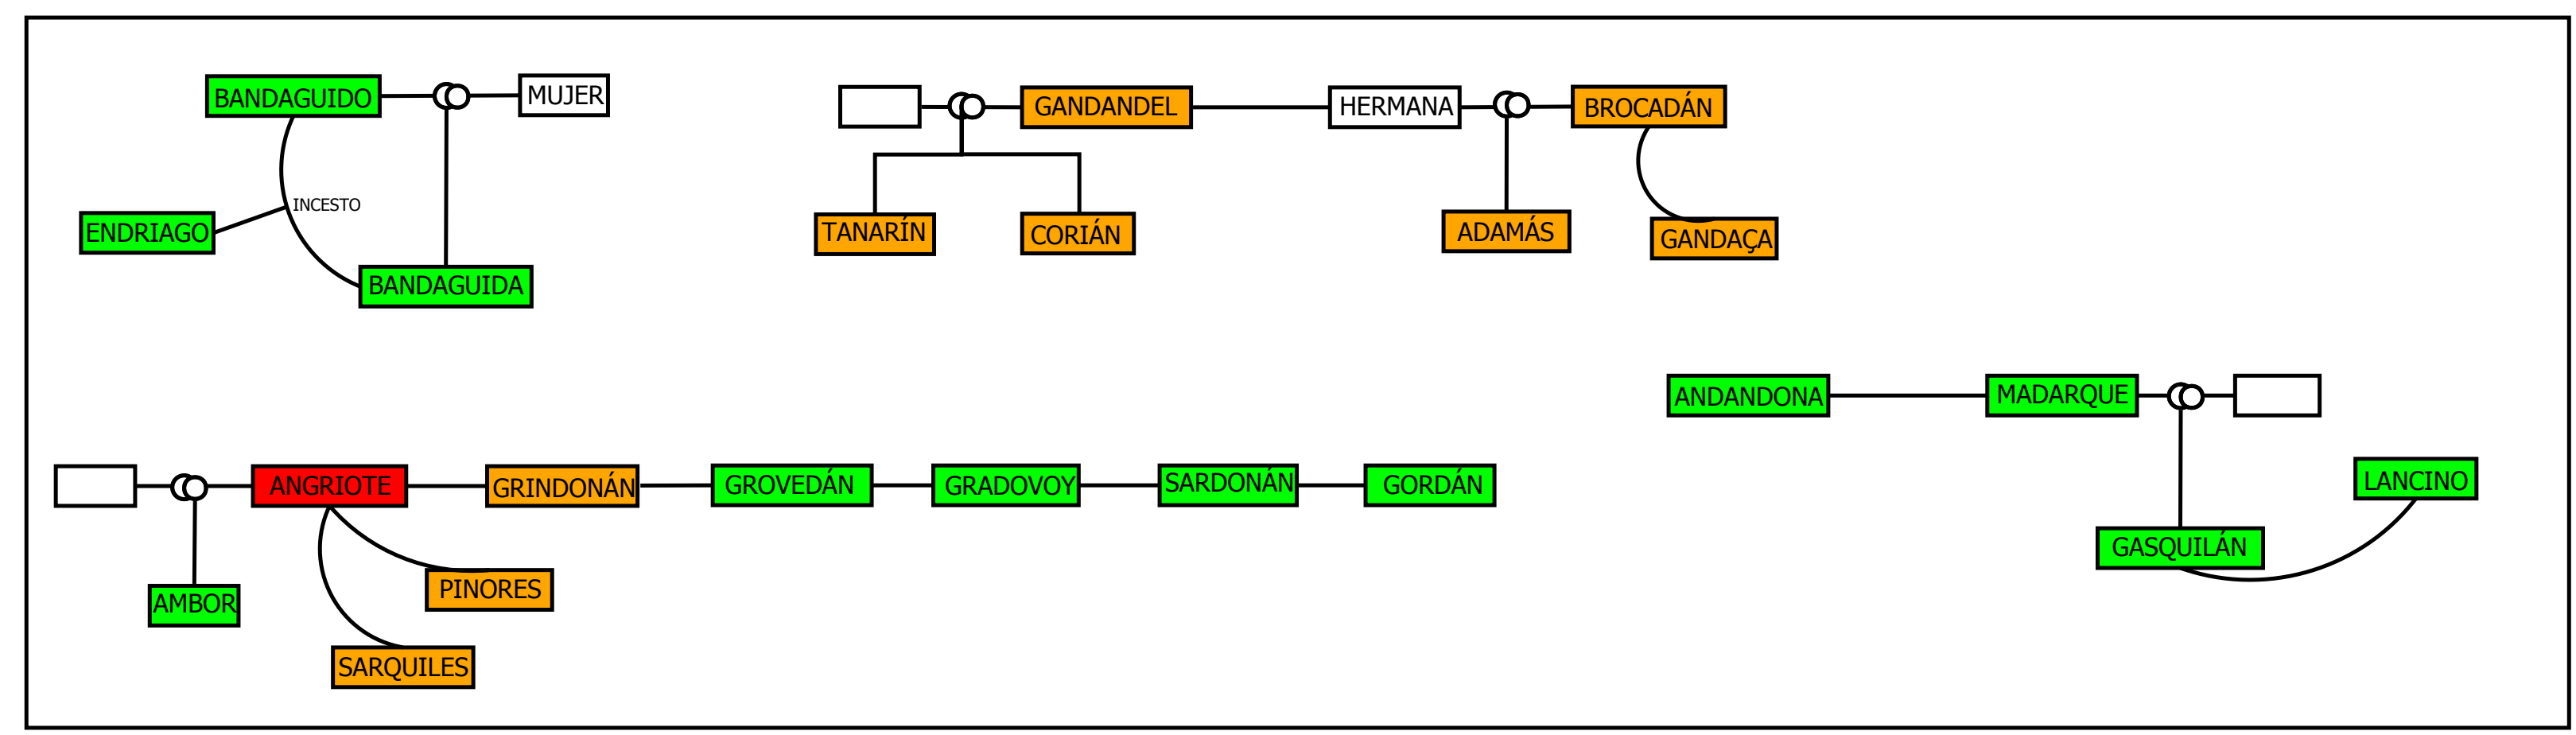 BANDAGUIDO
MUJER
INCESTO
ENDRIAGO
BANDAGUIDA
GANDANDEL
HERMANA
BROCADÁN
TANARÍN
CORIÁN
ADAMÁS
GANDAÇA
ANDANDONA
MADARQUE
LANCINO
GASQUILÁN
ANGRIOTE
GRINDONÁN
GROVEDÁN
GRADOVOY
SARDONÁN
GORDÁN
AMBOR
PINORES
SARQUILES